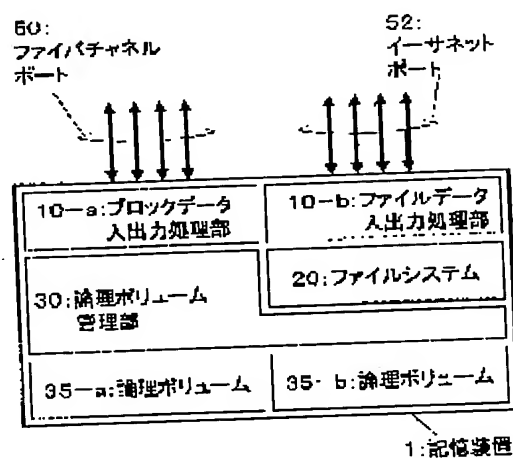 50:
ファイバチャネル
ポート
52:
イーサネット
ポート
10-a:ブロックデータ
入出力処理部
10-b:ファイルデータ
入出力処理部
20:ファイルシステム
30:論理ボリューム
管理部
35-a:論理ボリューム
35-b:論理ボリューム
1:記憶装置